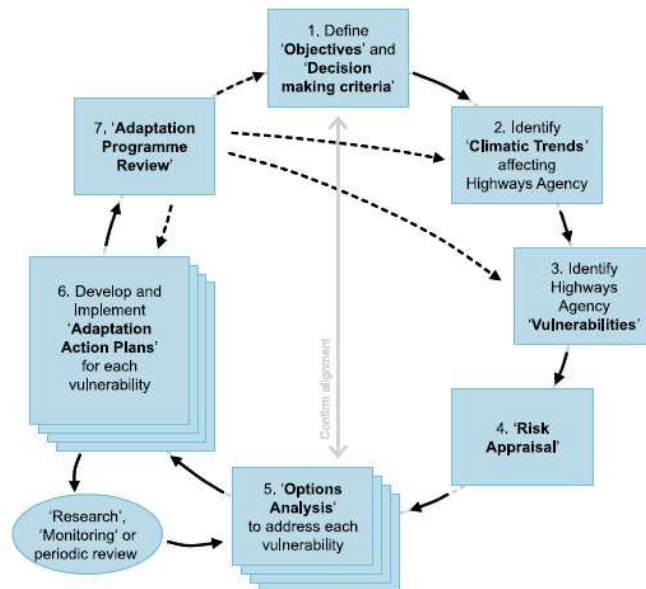 1. Define
‘Objectives’ and
‘Decision
making criteria’
2. Identify
‘Climatic Trends’
affecting
Highways Agency
3. Identify
Highways
Agency
‘Vulnerabilities’
4. ‘Risk
Appraisal’
5. ‘Options
Analysis’
to address each
vulnerability
6. Develop and
Implement
‘Adaptation
Action Plans’
for each
vulnerability
7. ‘Adaptation
Programme
Review’
‘Research’,
‘Monitoring‘ or
periodic review
Confirm alignment